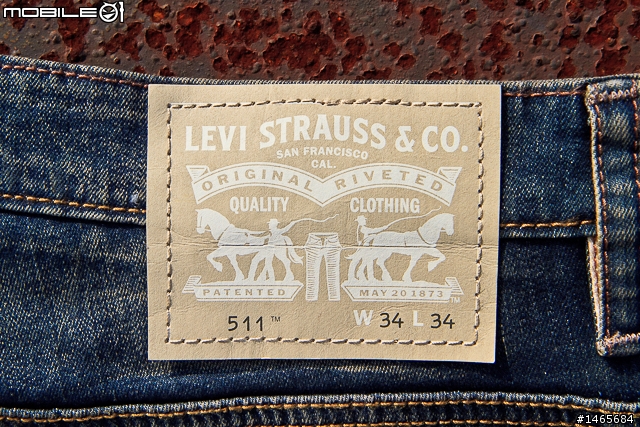 MOBILE01
LEVI STRAUSS & CO.
SAN FRANCISCO
CAL.
ORIGINAL RIVETED
QUALITY CLOTHING
PATENTED MAY 20 1873 ™
511™ W 34 L 34
#1465684